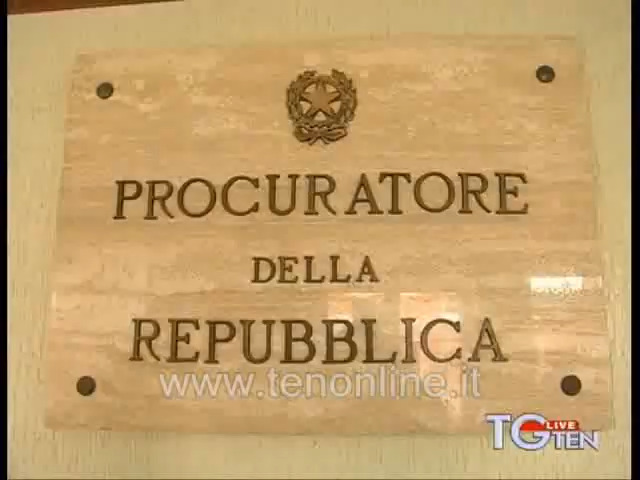 PROCURATORE
DELLA
REPUBBLICA
www.tenonline.it
TG LIVE TEN